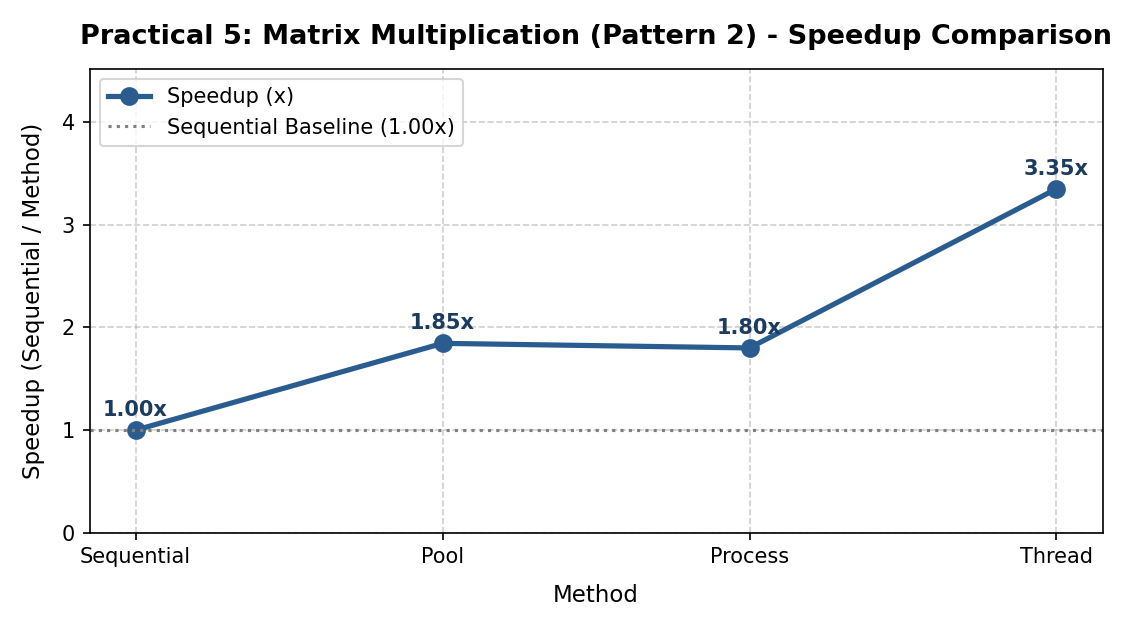 Practical 5: Matrix Multiplication (Pattern 2) - Speedup Comparison
Speedup (x)
Sequential Baseline (1.00x)
Speedup (Sequential / Method)
4
3
2
1
0
1.00x
1.85x
1.80x
3.35x
Sequential
Pool
Process
Thread
Method